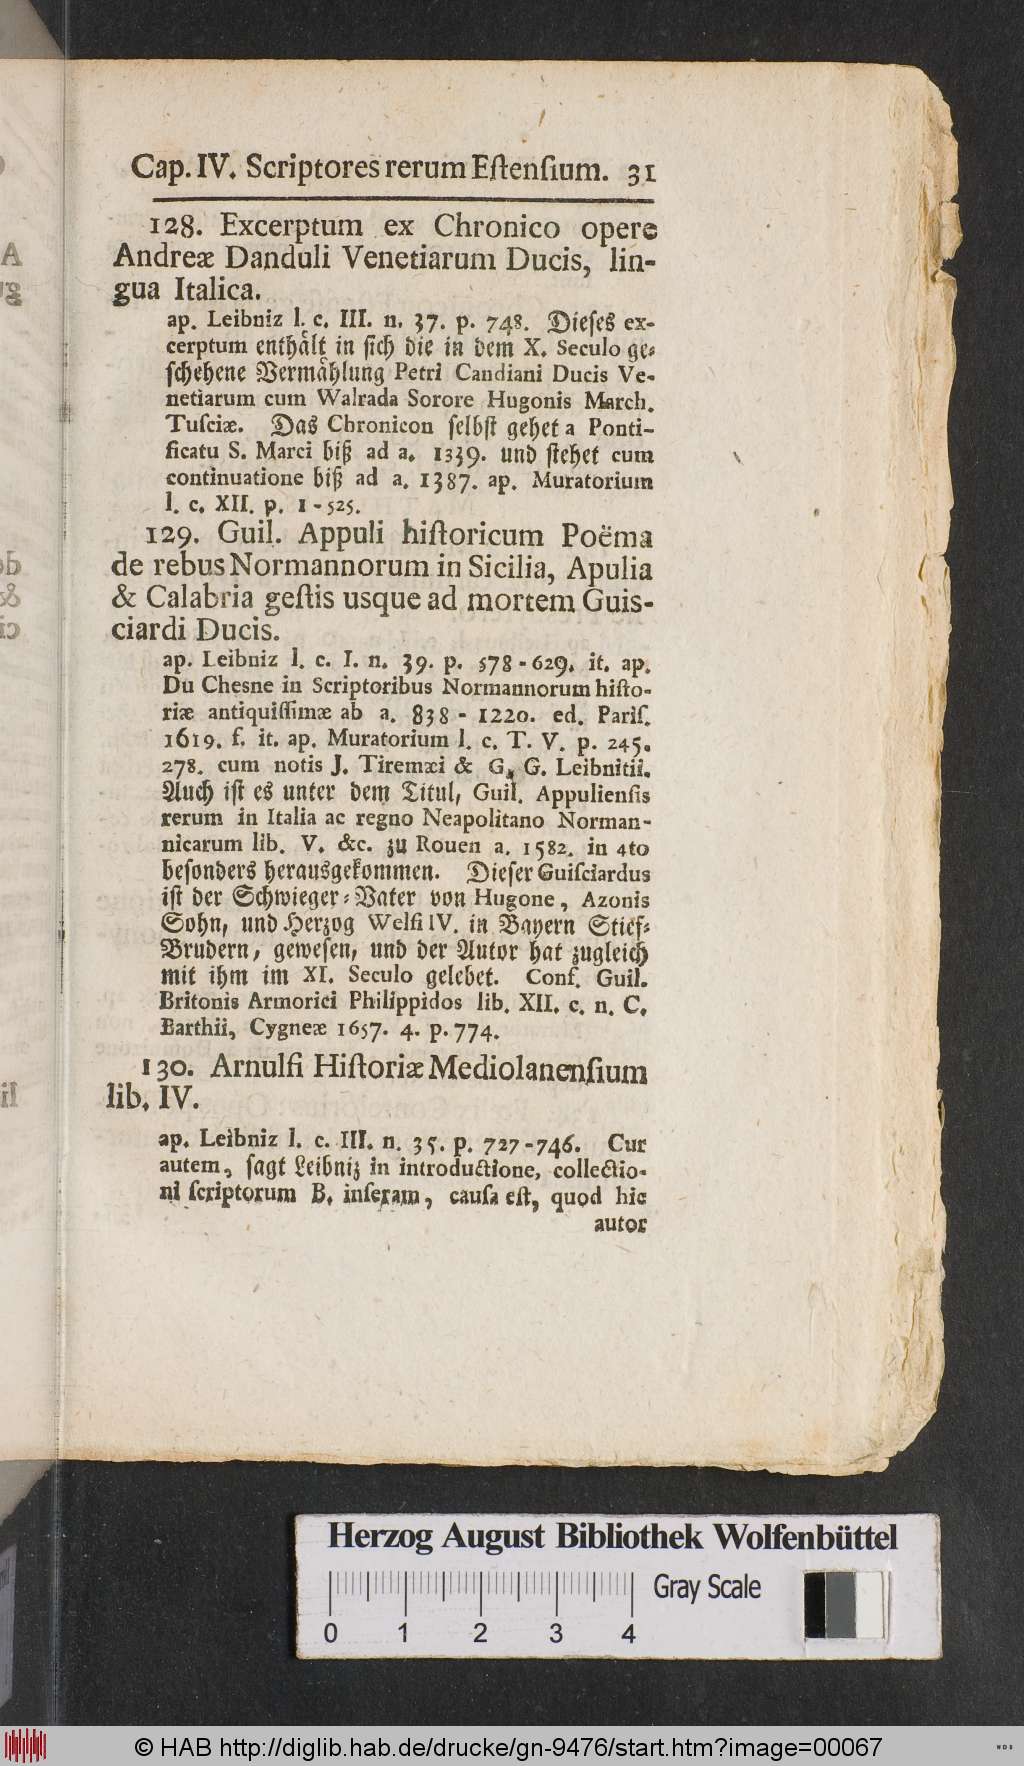 Cap. IV. Scriptores rerum Eſtenſium. 31
128. Excerptum ex Chronico opere
Andreæ Danduli Venetiarum Ducis, lin-
gua Italica.
ap. Leibniz l. c. III. n. 37. p. 748. Dieſes ex-
cerptum enthält in ſich die in dem X. Seculo ge-
ſchehene Vermählung Petri Candiani Ducis Ve-
netiarum cum Walrada Sorore Hugonis March.
Tuſciæ. Das Chronicon ſelbſt gehet a Ponti-
ficatu S. Marci biß ad a. 1339. und ſtehet cum
continuatione biß ad a. 1387. ap. Muratorium
l. c. XII. p. 1-525.
129. Guil. Appuli hiſtoricum Poëma
de rebus Normannorum in Sicilia, Apulia
& Calabria geſtis usque ad mortem Guis-
ciardi Ducis.
ap. Leibniz l. c. I. n. 39. p. 578-629. it. ap.
Du Chesne in Scriptoribus Normannorum hiſto-
riæ antiquiſſimæ ab a. 838 - 1220. ed. Pariſ.
1619. f. it. ap. Muratorium l. c. T. V. p. 245.
278. cum notis J. Tiremæi & G. G. Leibnitii.
Auch iſt es unter dem Titul, Guil. Appulienſis
rerum in Italia ac regno Neapolitano Norman-
nicarum lib. V. &c. zu Rouen a. 1582. in 4to
beſonders herausgekommen. Dieſer Guiſciardus
iſt der Schwieger-Vater von Hugone, Azonis
Sohn, und Herzog Welfi IV. in Bayern Stief-
Brudern, geweſen, und der Autor hat zugleich
mit ihm im XI. Seculo gelebet. Conf. Guil.
Britonis Armorici Philippidos lib. XII. c. n. C.
Barthii, Cygneæ 1657. 4. p. 774.
130. Arnulfi Hiſtoriæ Mediolanenſium
lib. IV.
ap. Leibniz l. c. III. n. 35. p. 727-746. Cur
autem, ſagt Leibniz in introductione, collectio-
ni ſcriptorum B. inſeram, cauſa eſt, quod hic
autor
Herzog August Bibliothek Wolfenbüttel
Gray Scale
0 1 2 3 4
© HAB http://diglib.hab.de/drucke/gn-9476/start.htm?image=00067